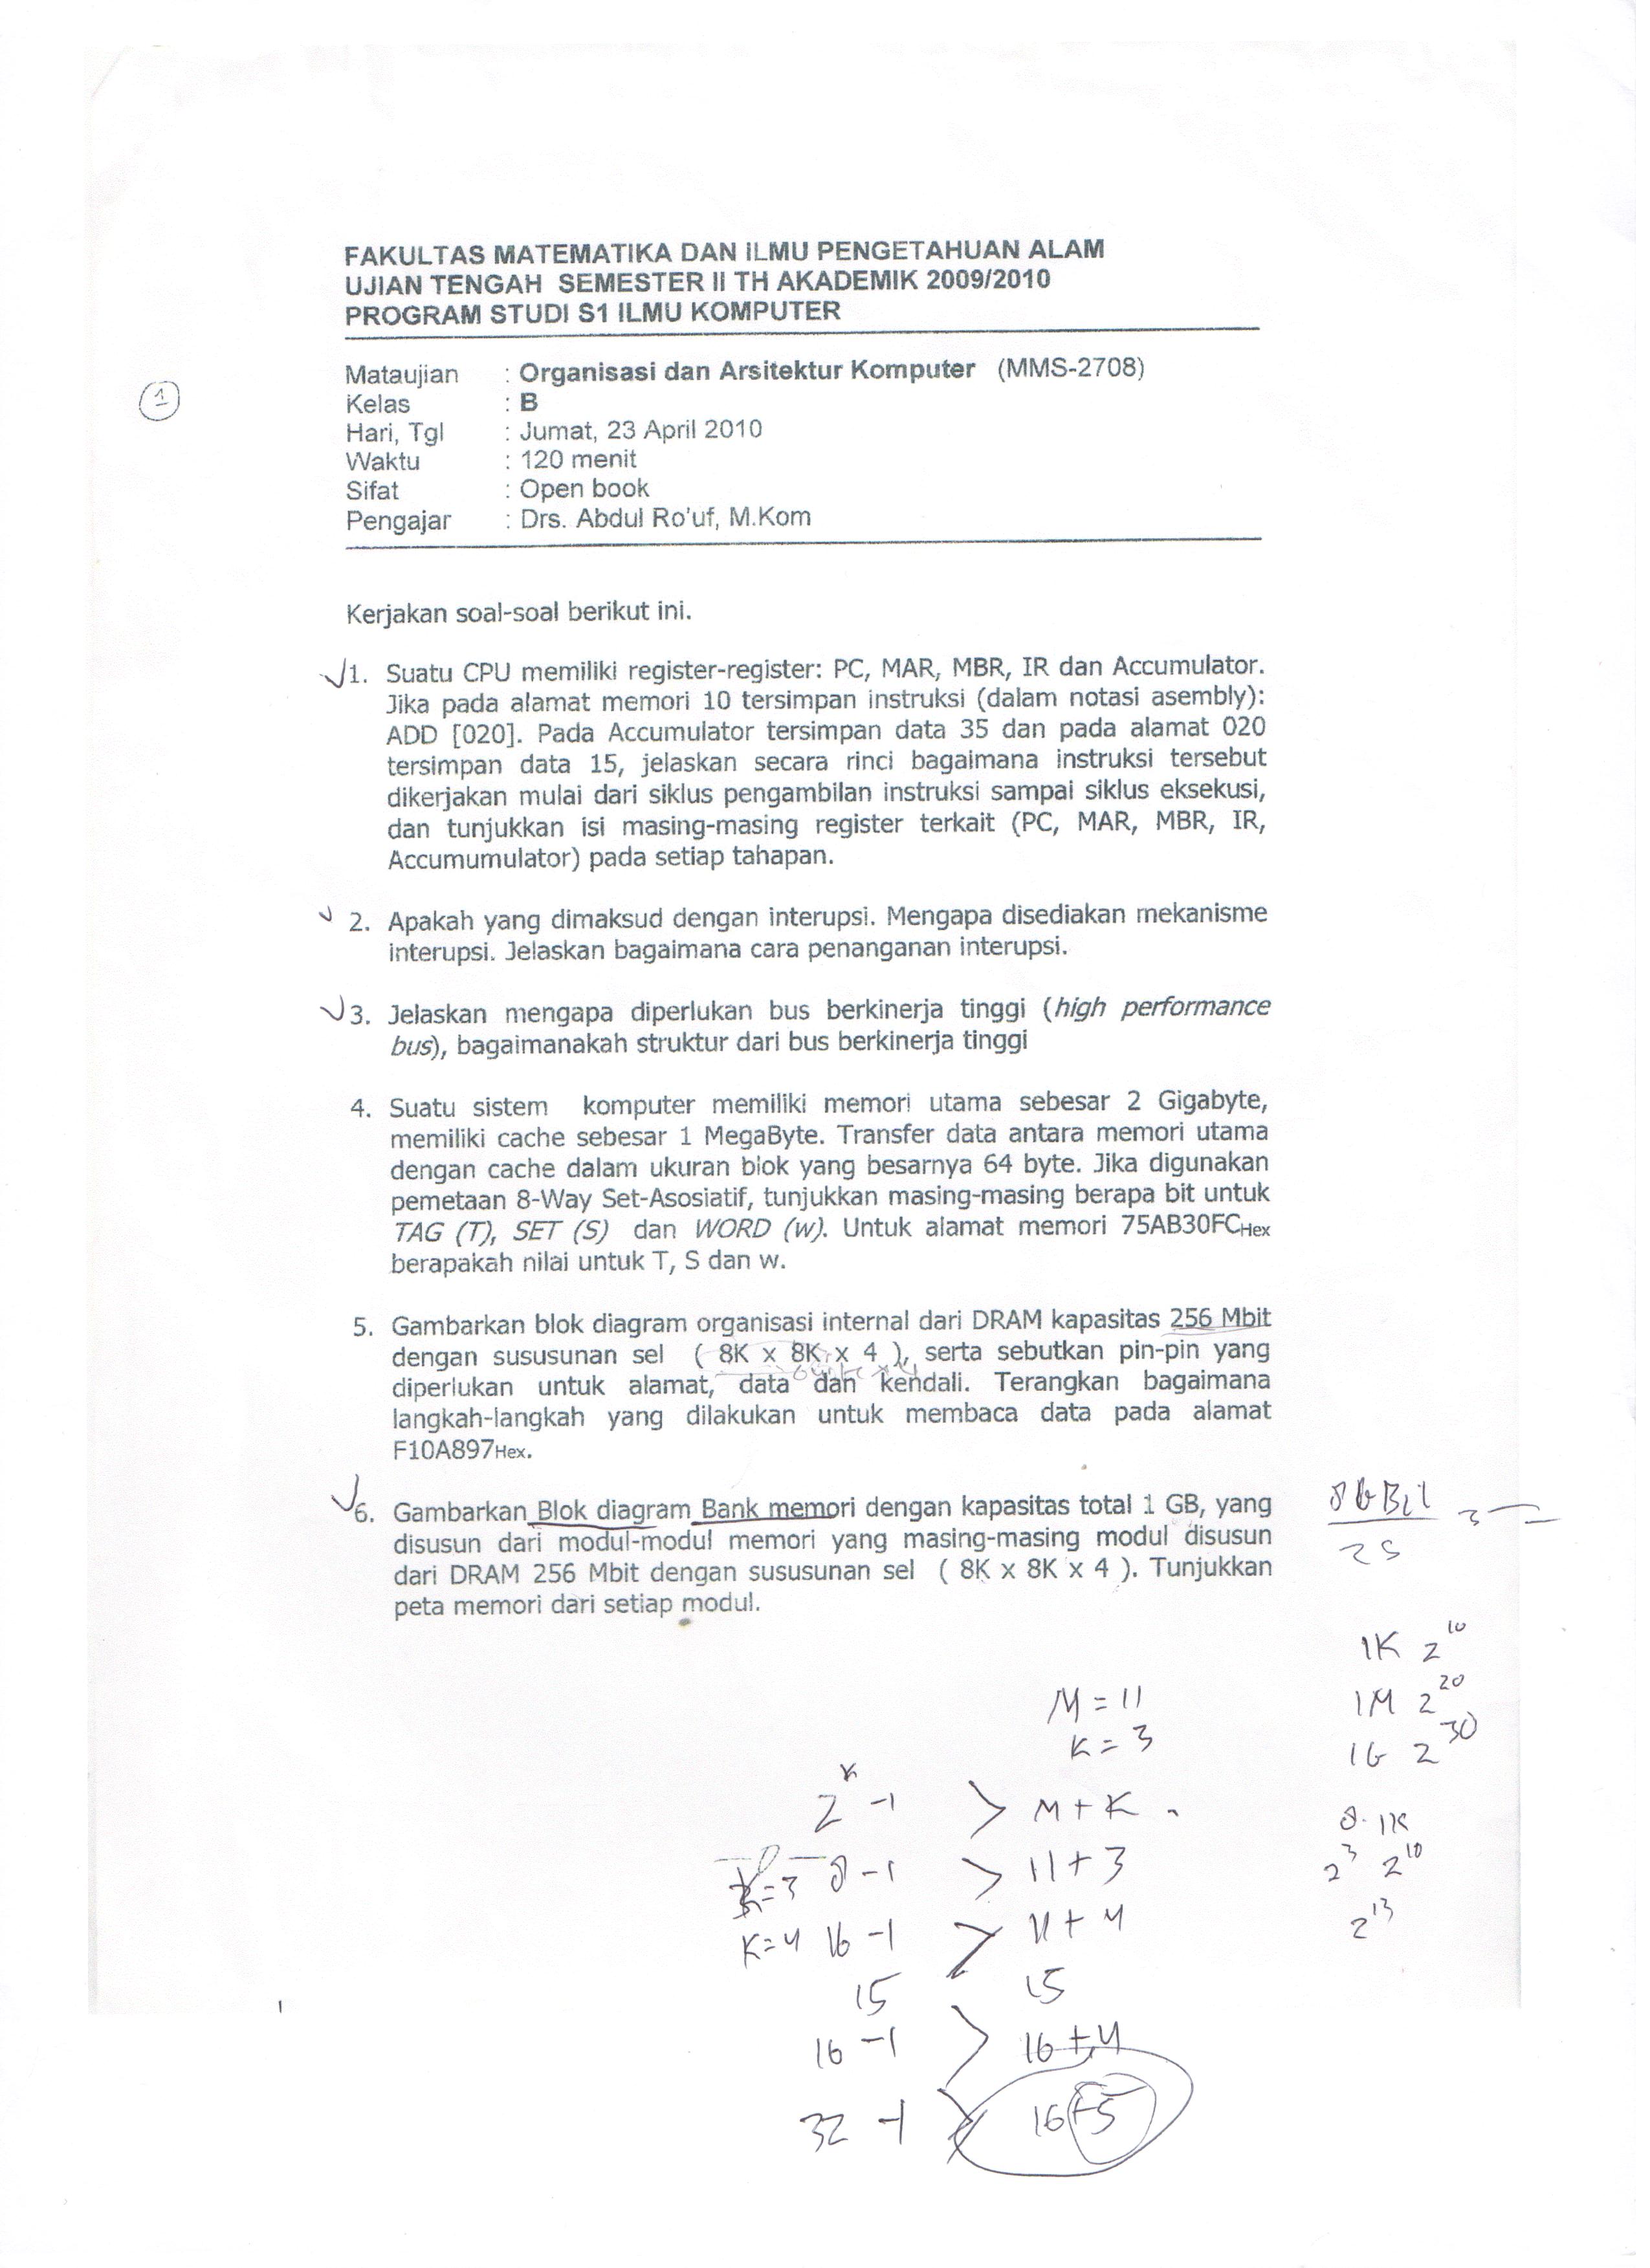 FAKULTAS MATEMATIKA DAN ILMU PENGETAHUAN ALAM
UJIAN TENGAH SEMESTER II TH AKADEMIK 2009/2010
PROGRAM STUDI S1 ILMU KOMPUTER
Mataujian : Organisasi dan Arsitektur Komputer (MMS-2708)
1
Kelas : B
Hari, Tgl : Jumat, 23 April 2010
Waktu : 120 menit
Sifat : Open book
Pengajar : Drs. Abdul Ro'uf, M.Kom
Kerjakan soal-soal berikut ini.
1. Suatu CPU memiliki register-register: PC, MAR, MBR, IR dan Accumulator.
Jika pada alamat memori 10 tersimpan instruksi (dalam notasi asembly):
ADD [020]. Pada Accumulator tersimpan data 35 dan pada alamat 020
tersimpan data 15, jelaskan secara rinci bagaimana instruksi tersebut
dikerjakan mulai dari siklus pengambilan instruksi sampai siklus eksekusi,
dan tunjukkan isi masing-masing register terkait (PC, MAR, MBR, IR,
Accumumulator) pada setiap tahapan.
2. Apakah yang dimaksud dengan interupsi. Mengapa disediakan mekanisme
interupsi. Jelaskan bagaimana cara penanganan interupsi.
3. Jelaskan mengapa diperlukan bus berkinerja tinggi (high performance
bus), bagaimanakah struktur dari bus berkinerja tinggi
4. Suatu sistem komputer memiliki memori utama sebesar 2 Gigabyte,
memiliki cache sebesar 1 MegaByte. Transfer data antara memori utama
dengan cache dalam ukuran blok yang besarnya 64 byte. Jika digunakan
pemetaan 8-Way Set-Asosiatif, tunjukkan masing-masing berapa bit untuk
TAG (T), SET (S) dan WORD (w). Untuk alamat memori 75AB30FCHex
berapakah nilai untuk T, S dan w.
5. Gambarkan blok diagram organisasi internal dari DRAM kapasitas 256 Mbit
dengan sususunan sel ( 8K x 8K x 4 ), serta sebutkan pin-pin yang
diperlukan untuk alamat, data dan kendali. Terangkan bagaimana
langkah-langkah yang dilakukan untuk membaca data pada alamat
F10A897Hex.
6. Gambarkan Blok diagram Bank memori dengan kapasitas total 1 GB, yang
disusun dari modul-modul memori yang masing-masing modul disusun
dari DRAM 256 Mbit dengan sususunan sel ( 8K x 8K x 4 ). Tunjukkan
peta memori dari setiap modul.
8 G Bit
25
1K 2^10
1M 2^20
1G 2^30
8. 1K
2^3 2^10
2^13
M = 11
K = 3
2^K -1 > M + K
K=3 8 -1 > 11 + 3
K=4 16 -1 > 11 + 4
15 15
16 -1 > 16 + 4
32 -1 > 16 + 5